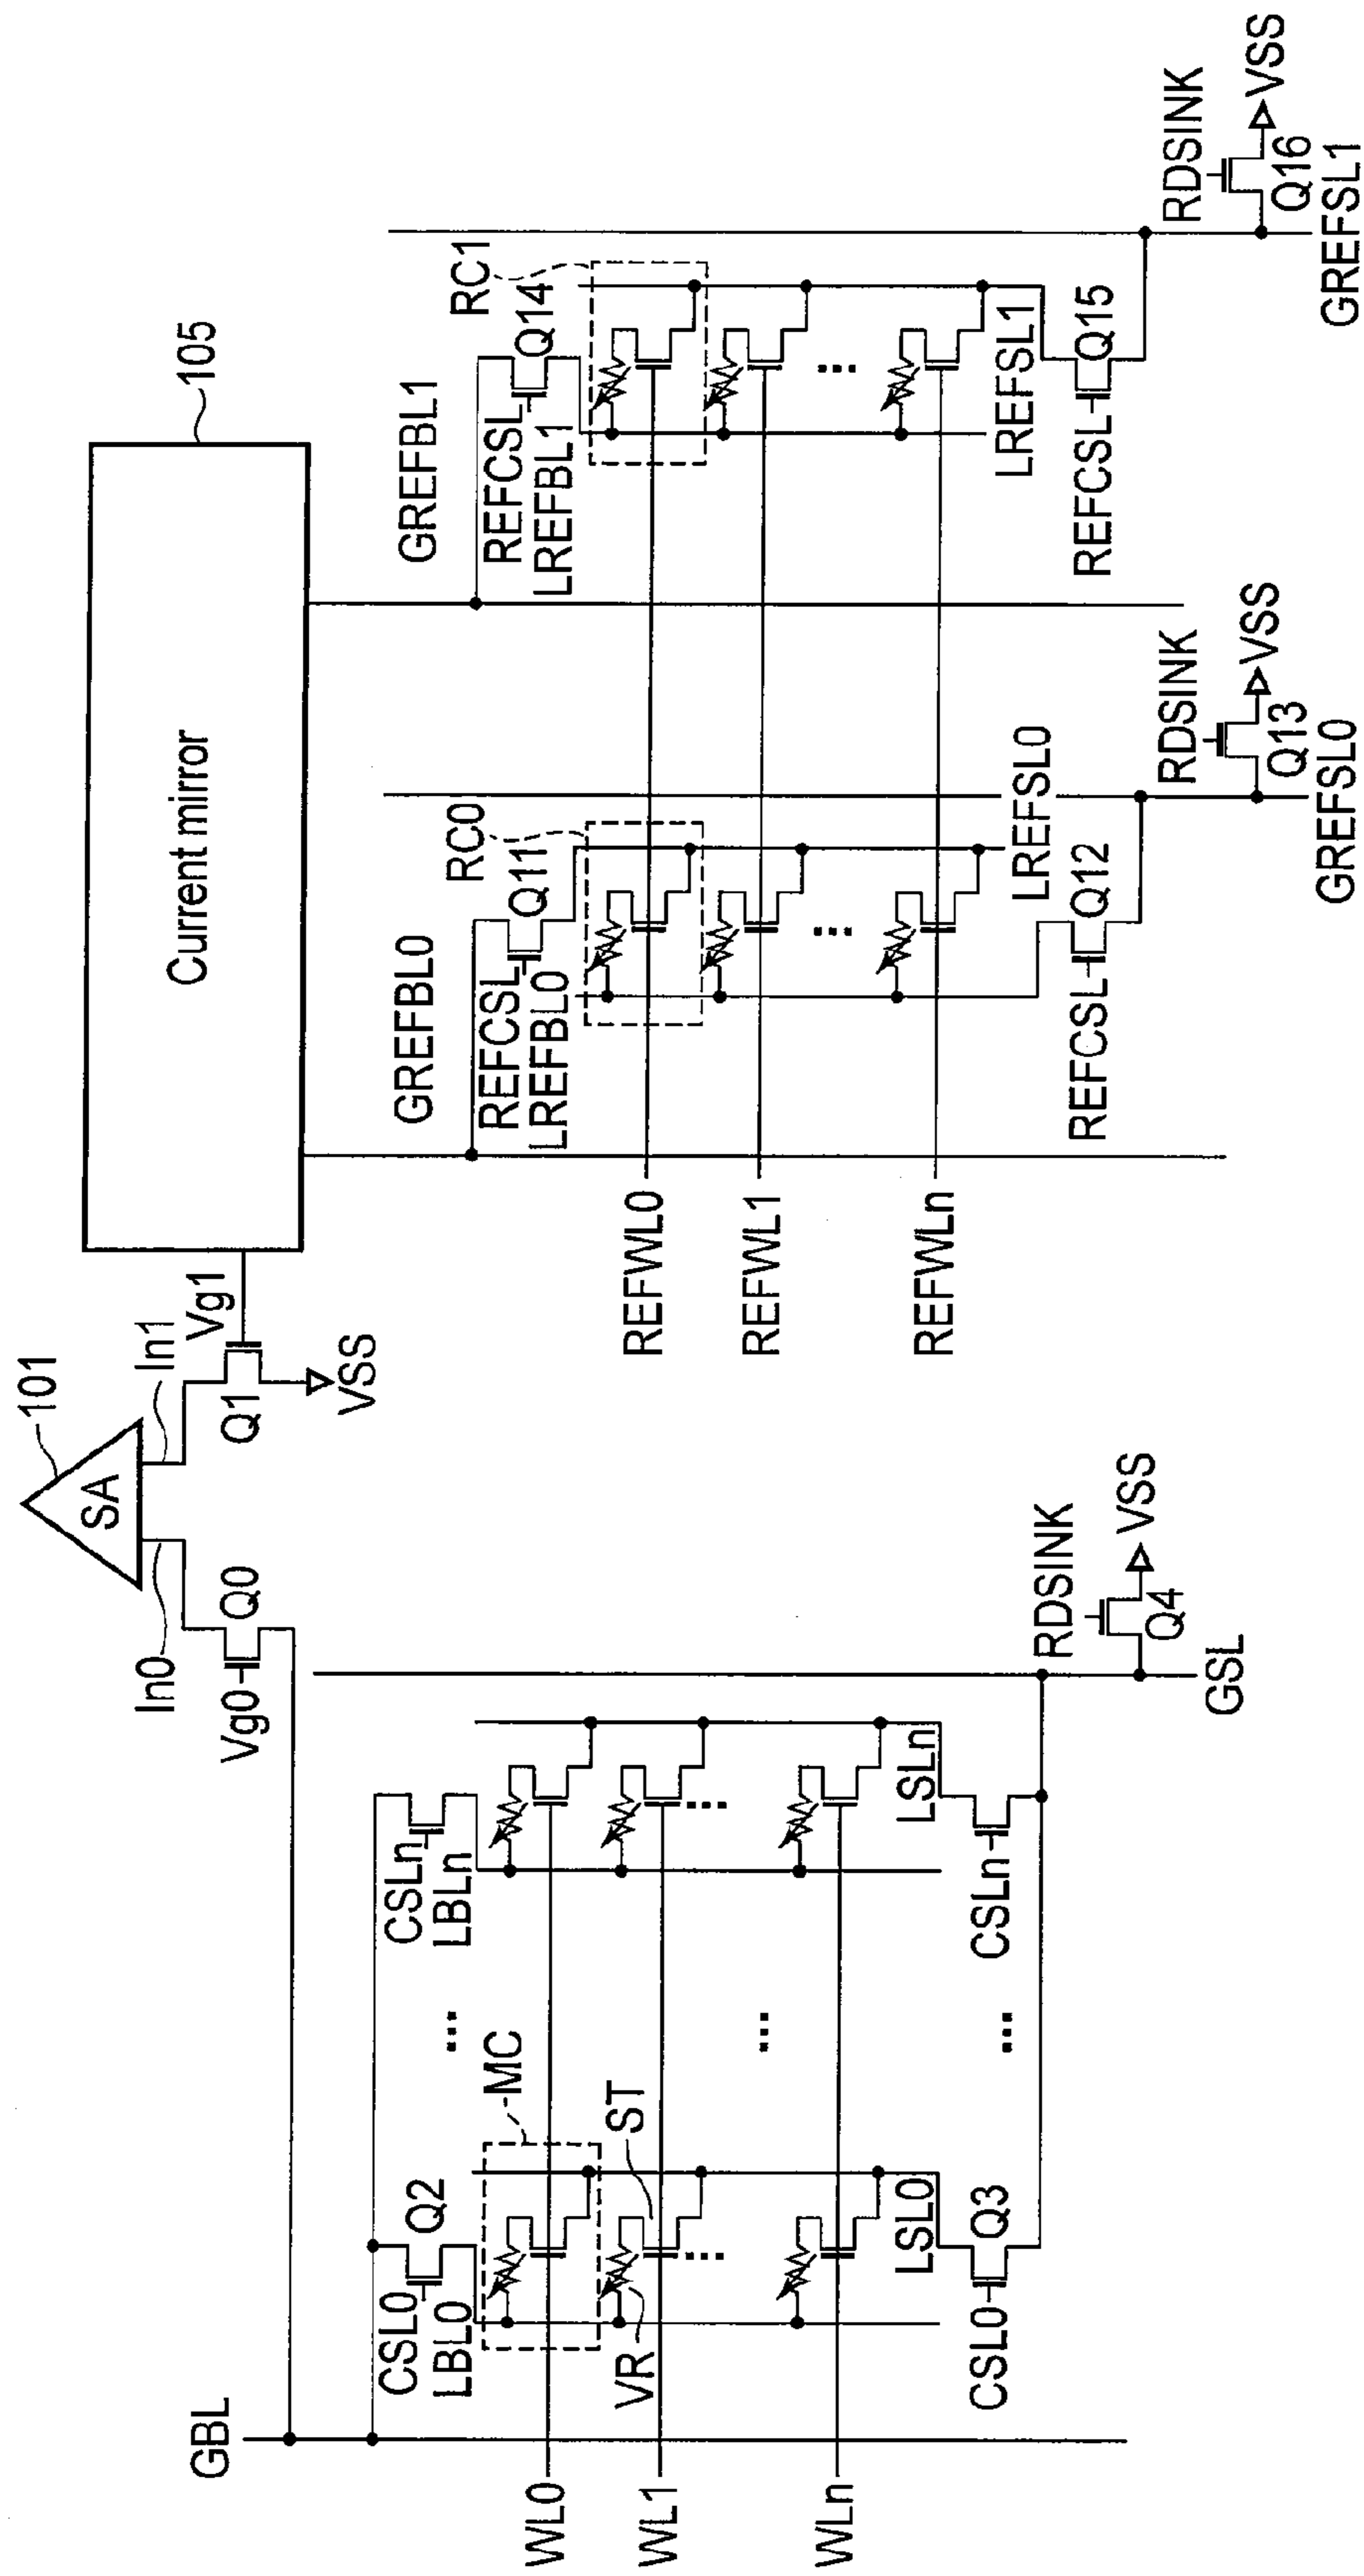 101
SA
In0
In1
Vg0
Q0
Q1
Vg1
VSS
Current mirror
105
GBL
CSL0
Q2
LBL0
CSLn
LBLn
MC
WL0
WL1
WLn
VR
ST
LSL0
LSLn
CSL0
Q3
CSLn
RDSINK
VSS
Q4
GSL
GREFBL0
REFCSL
Q11
LREFBL0
RC0
REFWL0
REFWL1
REFWLn
LREFSL0
REFCSL
Q12
RDSINK
VSS
Q13
GREFSL0
GREFBL1
REFCSL
Q14
LREFBL1
RC1
LREFSL1
REFCSL
Q15
RDSINK
VSS
Q16
GREFSL1